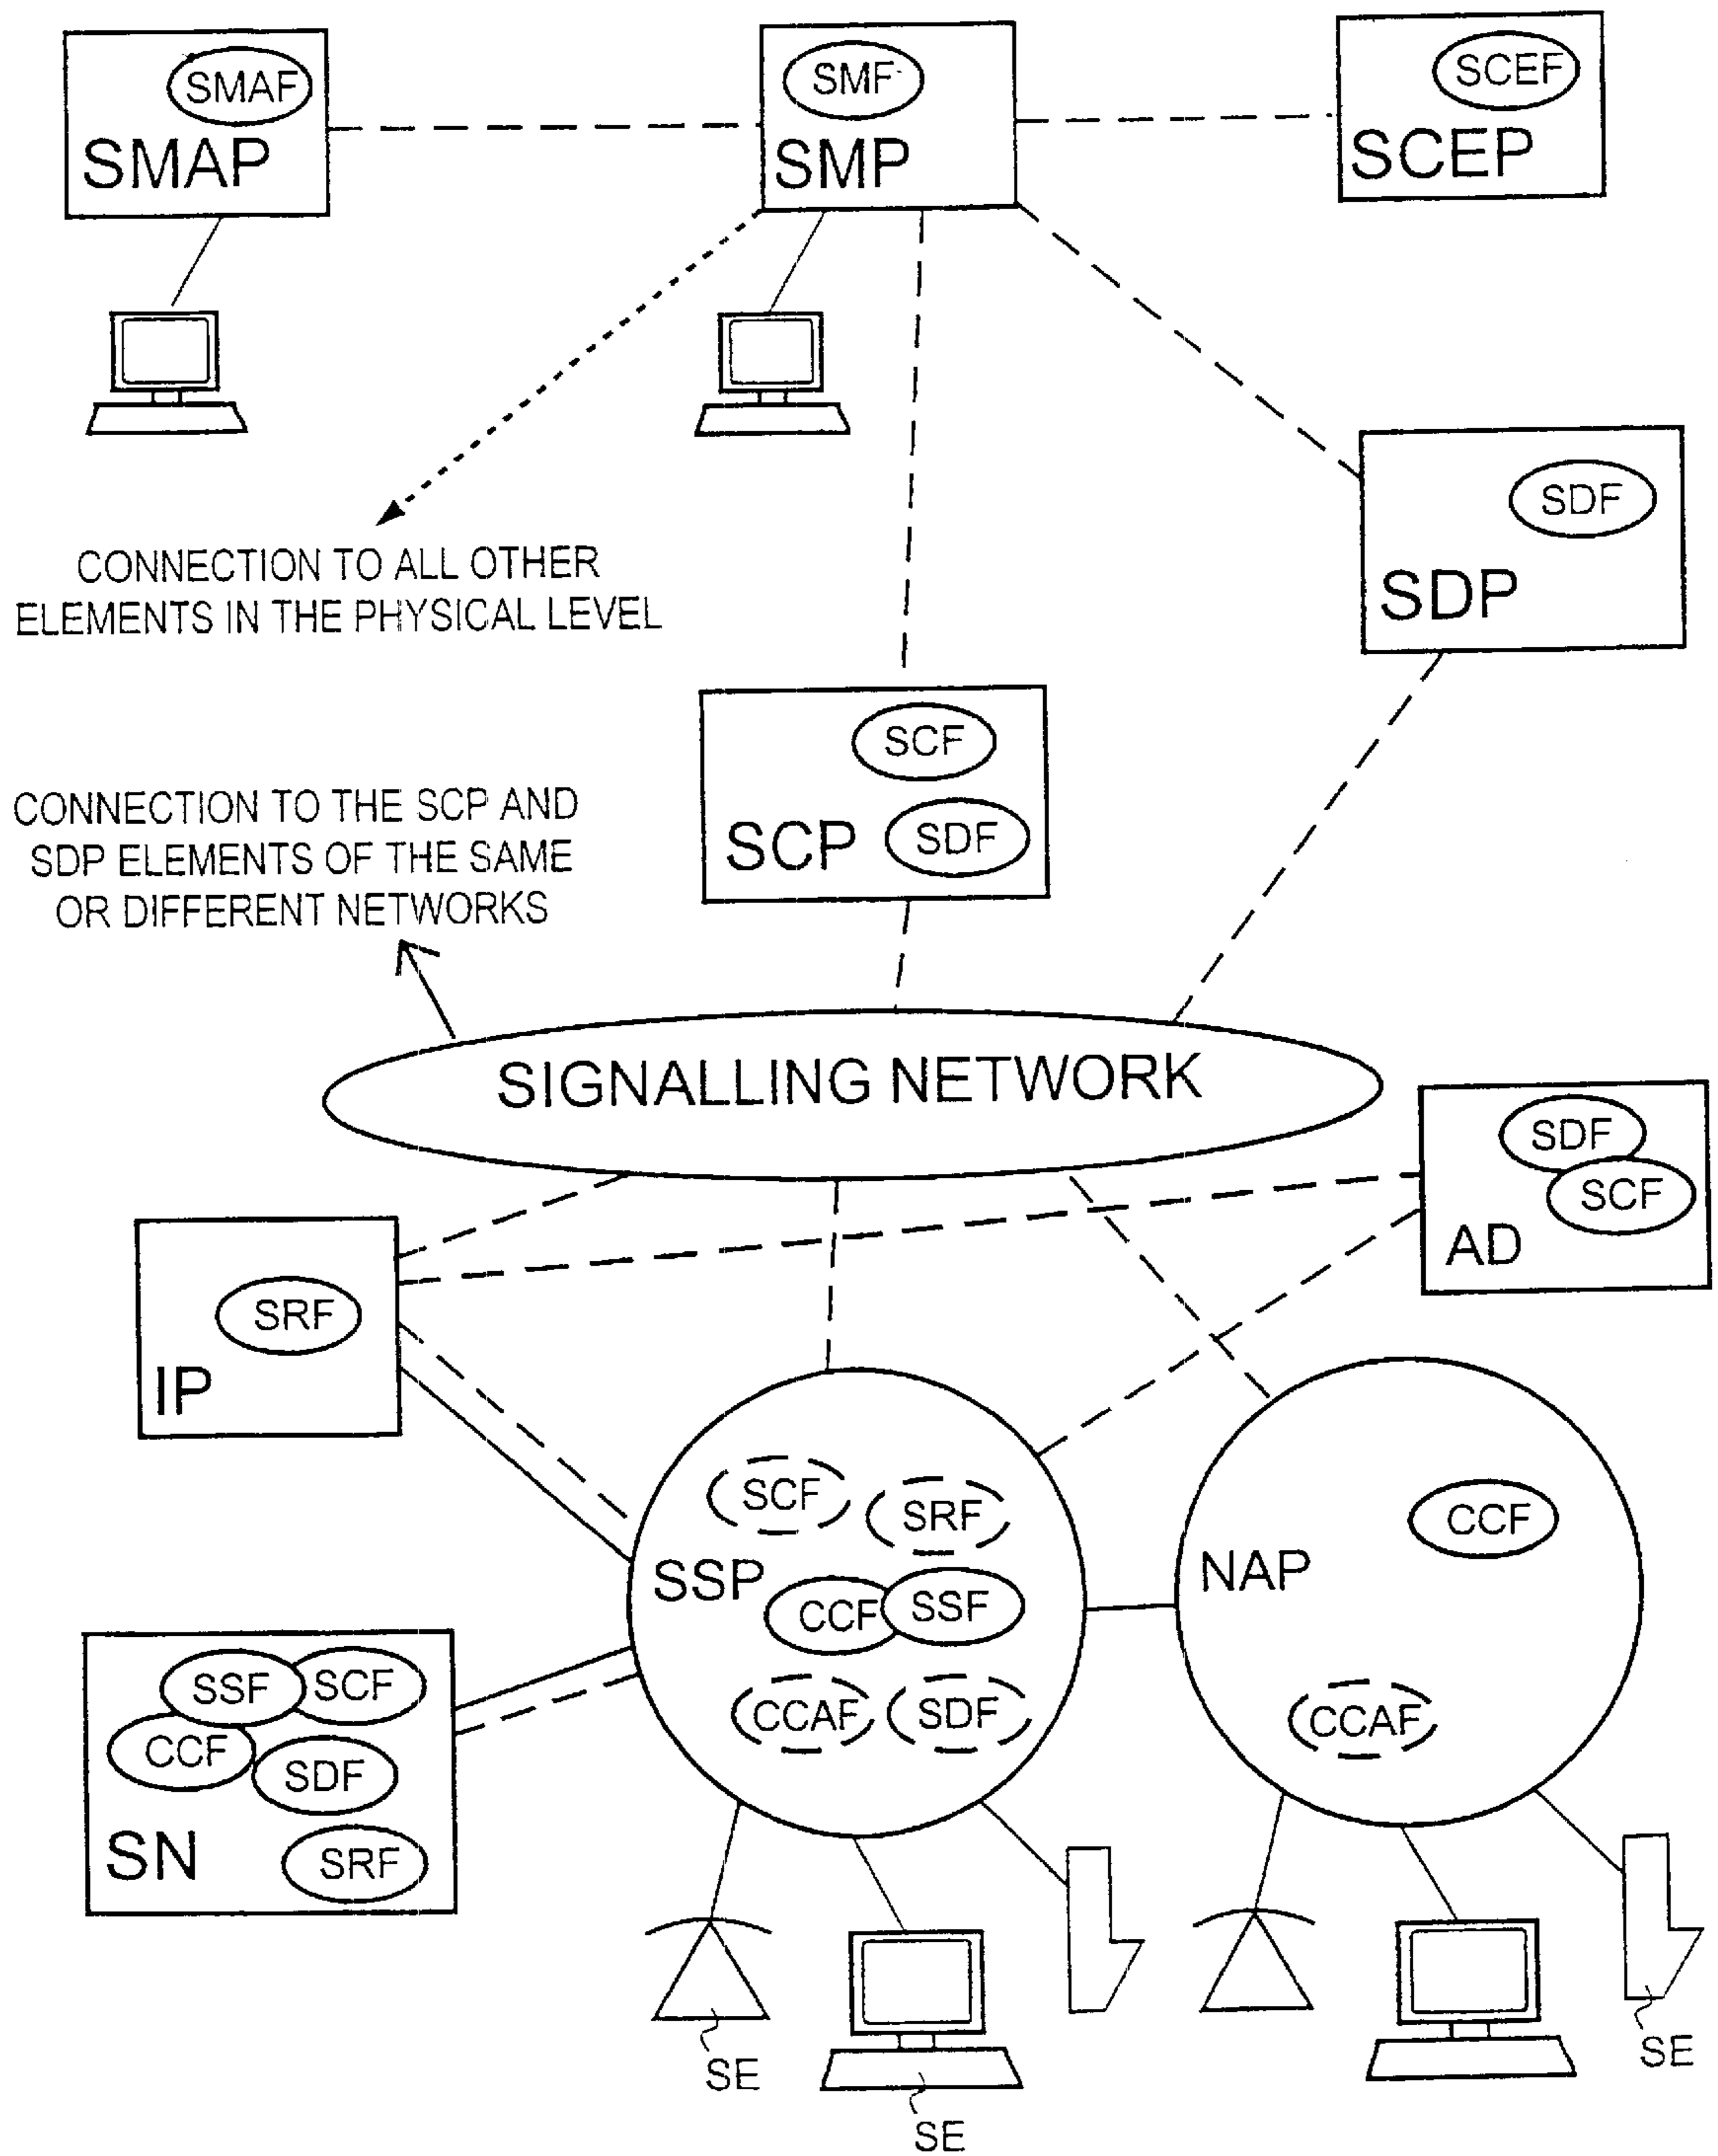 SMAF
SMAP
SMF
SMP
SCEF
SCEP
CONNECTION TO ALL OTHER
ELEMENTS IN THE PHYSICAL LEVEL
SDF
SDP
SCF
SDF
SCP
CONNECTION TO THE SCP AND
SDP ELEMENTS OF THE SAME
OR DIFFERENT NETWORKS
SIGNALLING NETWORK
SDF
SCF
AD
SRF
IP
SCF
SRF
SSP
CCF
SSF
CCAF
SDF
CCF
NAP
CCAF
SSF
SCF
CCF
SDF
SN
SRF
SE
SE
SE